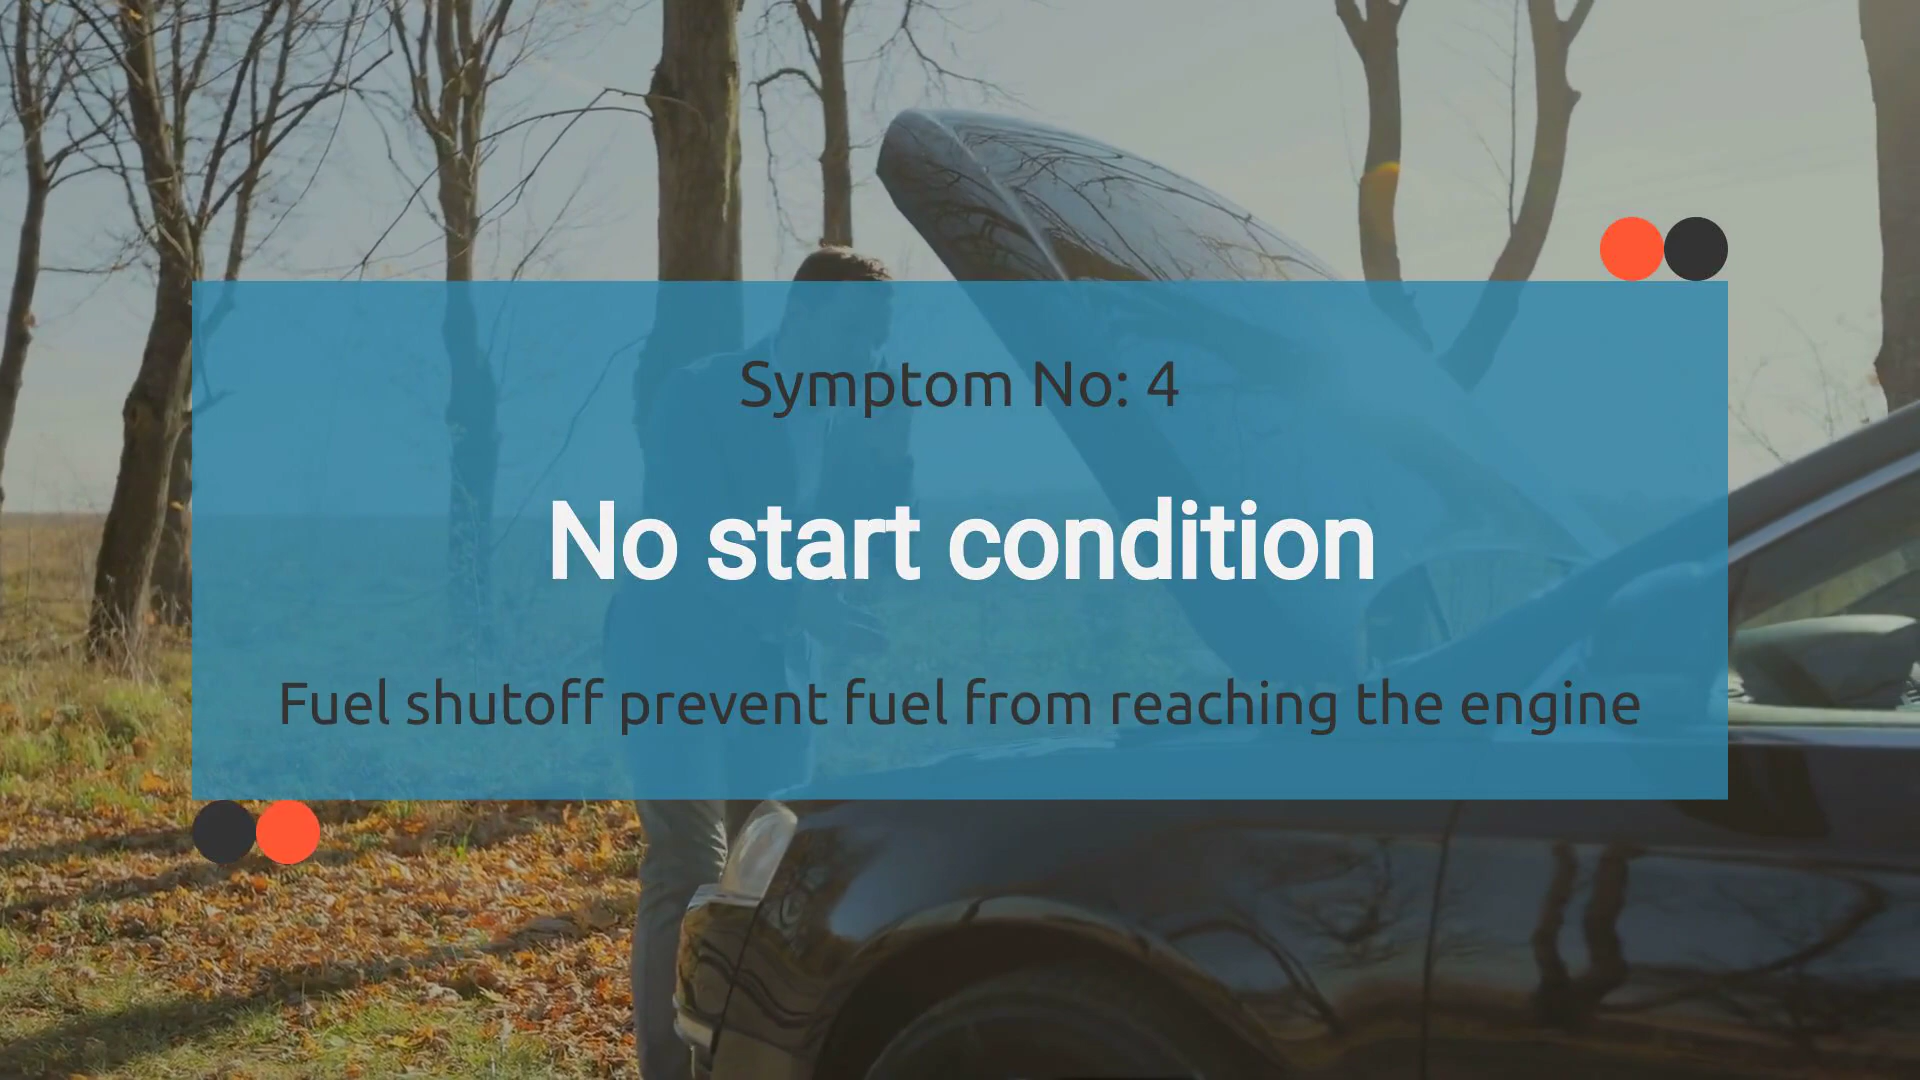 Symptom No: 4
No start condition
Fuel shutoff prevent fuel from reaching the engine